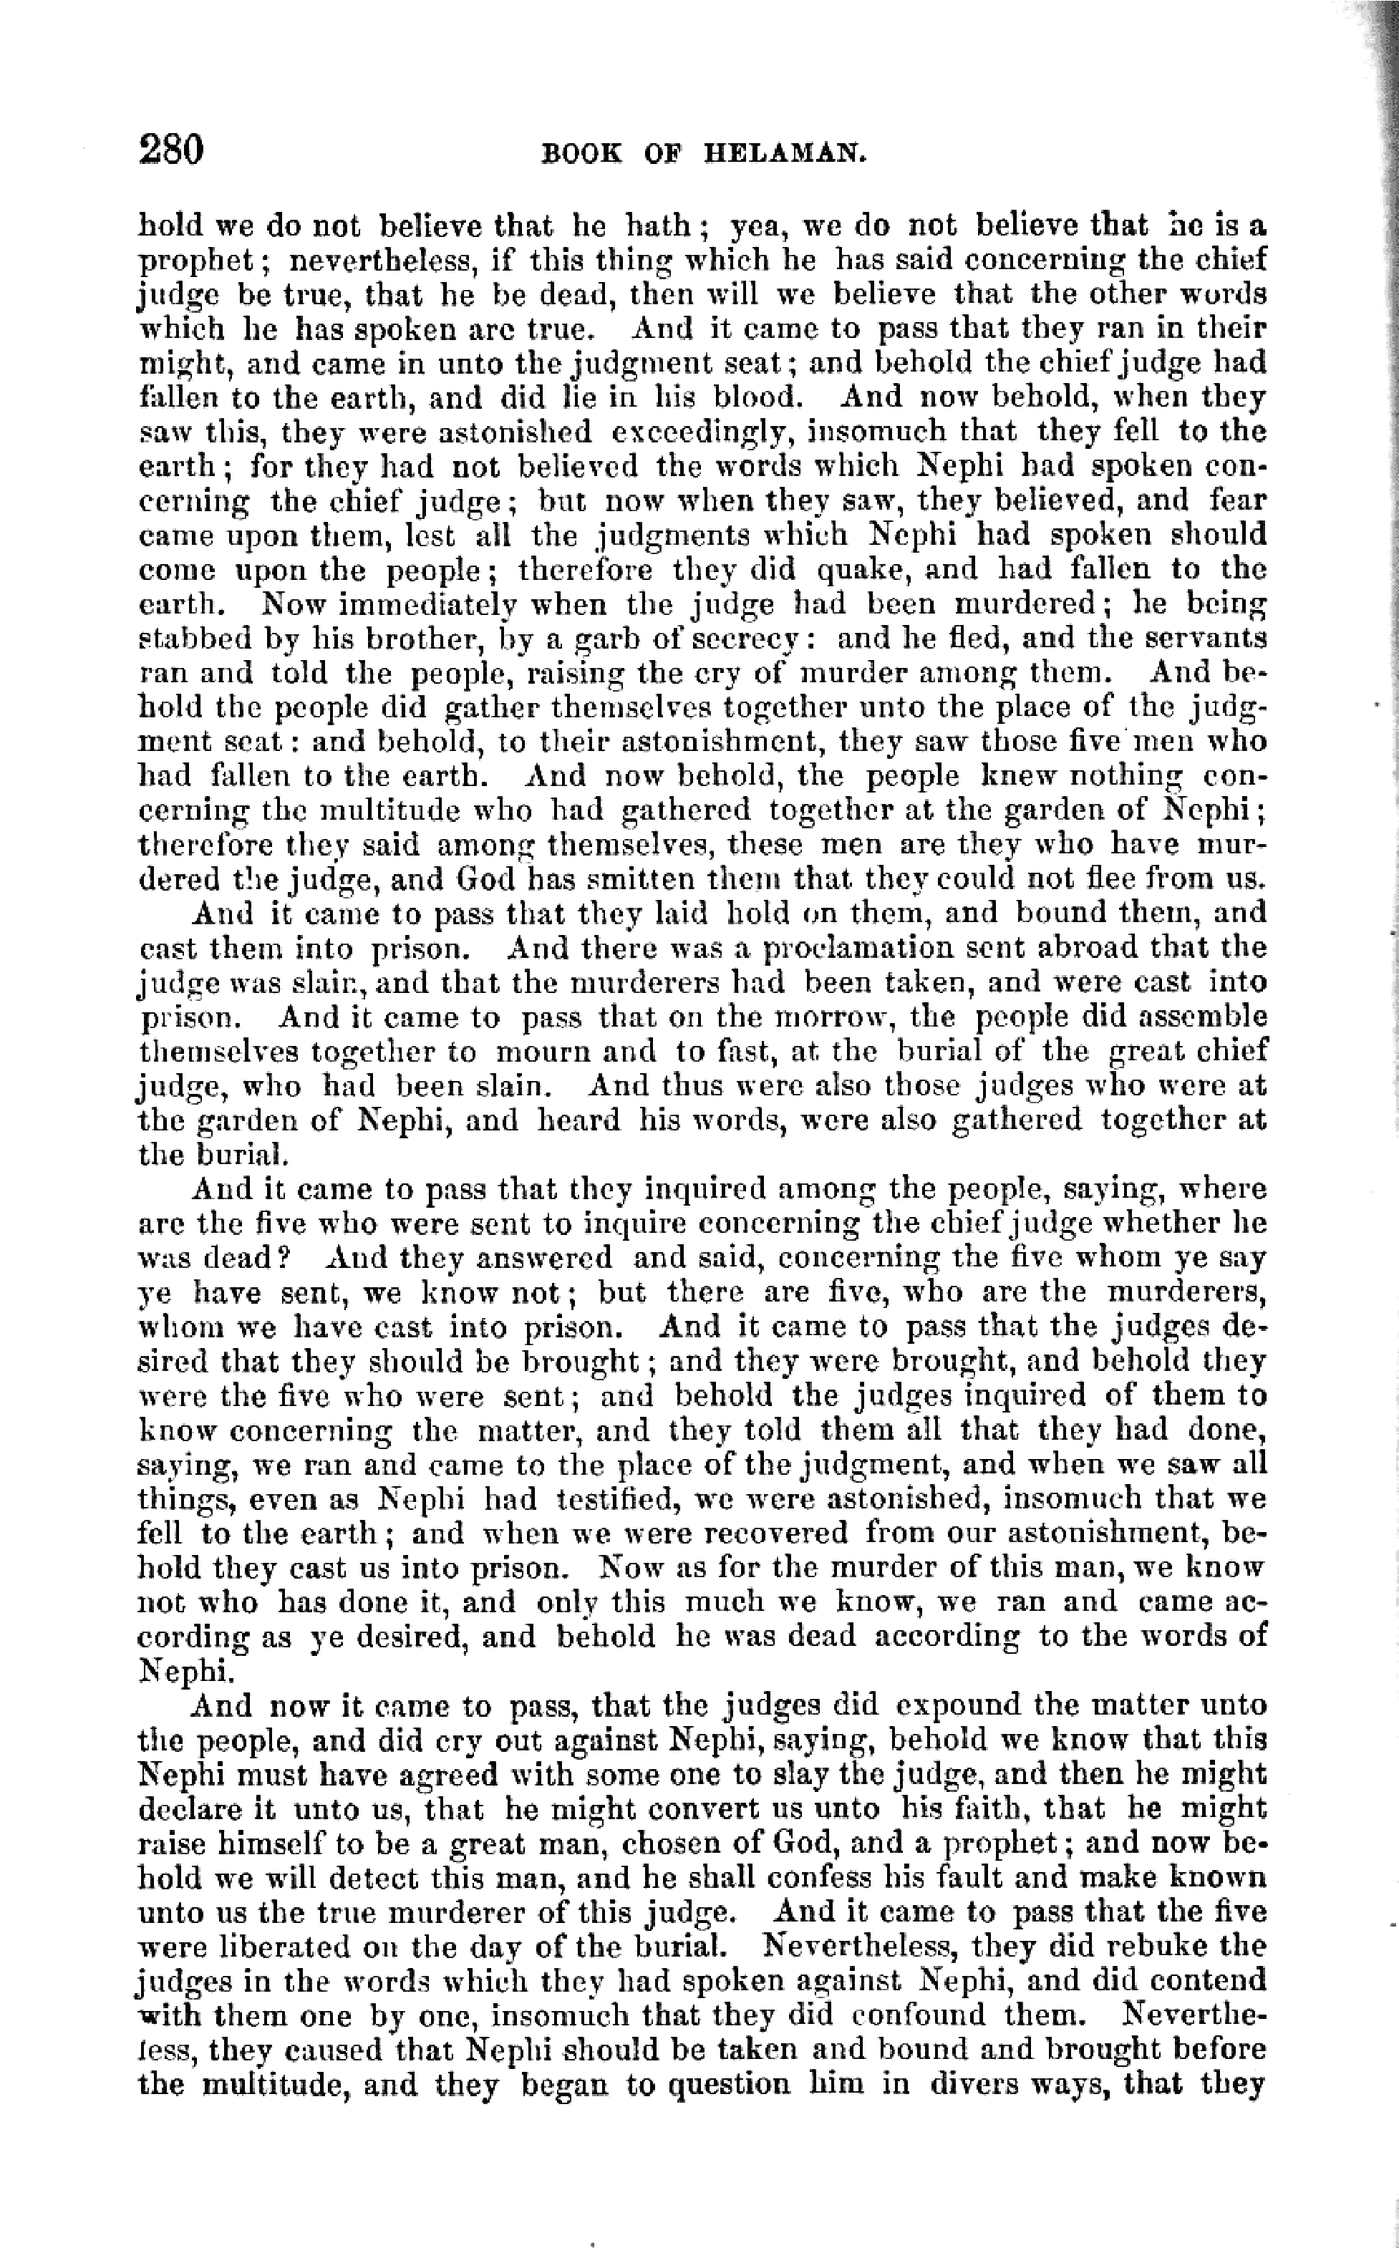 280 BOOK OF HELAMAN.
hold we do not believe that he hath; yea, we do not believe that he is a
prophet; nevertheless, if this thing which he has said concerning the chief
judge be true, that he be dead, then will we believe that the other words
which he has spoken are true. And it came to pass that they ran in their
might, and came in unto the judgment seat; and behold the chief judge had
fallen to the earth, and did lie in his blood. And now behold, when they
saw this, they were astonished exceedingly, insomuch that they fell to the
earth; for they had not believed the words which Nephi had spoken con-
cerning the chief judge; but now when they saw, they believed, and fear
came upon them, lest all the judgments which Nephi had spoken should
come upon the people; therefore they did quake, and had fallen to the
earth. Now immediately when the judge had been murdered; he being
stabbed by his brother, by a garb of secrecy: and he fled, and the servants
ran and told the people, raising the cry of murder among them. And be-
hold the people did gather themselves together unto the place of the judg-
ment seat: and behold, to their astonishment, they saw those five men who
had fallen to the earth. And now behold, the people knew nothing con-
cerning the multitude who had gathered together at the garden of Nephi;
therefore they said among themselves, these men are they who have mur-
dered the judge, and God has smitten them that they could not flee from us.
And it came to pass that they laid hold on them, and bound them, and
cast them into prison. And there was a proclamation sent abroad that the
judge was slain, and that the murderers had been taken, and were cast into
prison. And it came to pass that on the morrow, the people did assemble
themselves together to mourn and to fast, at the burial of the great chief
judge, who had been slain. And thus were also those judges who were at
the garden of Nephi, and heard his words, were also gathered together at
the burial.
And it came to pass that they inquired among the people, saying, where
are the five who were sent to inquire concerning the chief judge whether he
was dead? And they answered and said, concerning the five whom ye say
ye have sent, we know not; but there are five, who are the murderers,
whom we have cast into prison. And it came to pass that the judges de-
sired that they should be brought; and they were brought, and behold they
were the five who were sent; and behold the judges inquired of them to
know concerning the matter, and they told them all that they had done,
saying, we ran and came to the place of the judgment, and when we saw all
things, even as Nephi had testified, we were astonished, insomuch that we
fell to the earth; and when we were recovered from our astonishment, be-
hold they cast us into prison. Now as for the murder of this man, we know
not who has done it, and only this much we know, we ran and came ac-
cording as ye desired, and behold he was dead according to the words of
Nephi.
And now it came to pass, that the judges did expound the matter unto
the people, and did cry out against Nephi, saying, behold we know that this
Nephi must have agreed with some one to slay the judge, and then he might
declare it unto us, that he might convert us unto his faith, that he might
raise himself to be a great man, chosen of God, and a prophet; and now be-
hold we will detect this man, and he shall confess his fault and make known
unto us the true murderer of this judge. And it came to pass that the five
were liberated on the day of the burial. Nevertheless, they did rebuke the
judges in the words which they had spoken against Nephi, and did contend
with them one by one, insomuch that they did confound them. Neverthe-
less, they caused that Nephi should be taken and bound and brought before
the multitude, and they began to question him in divers ways, that they